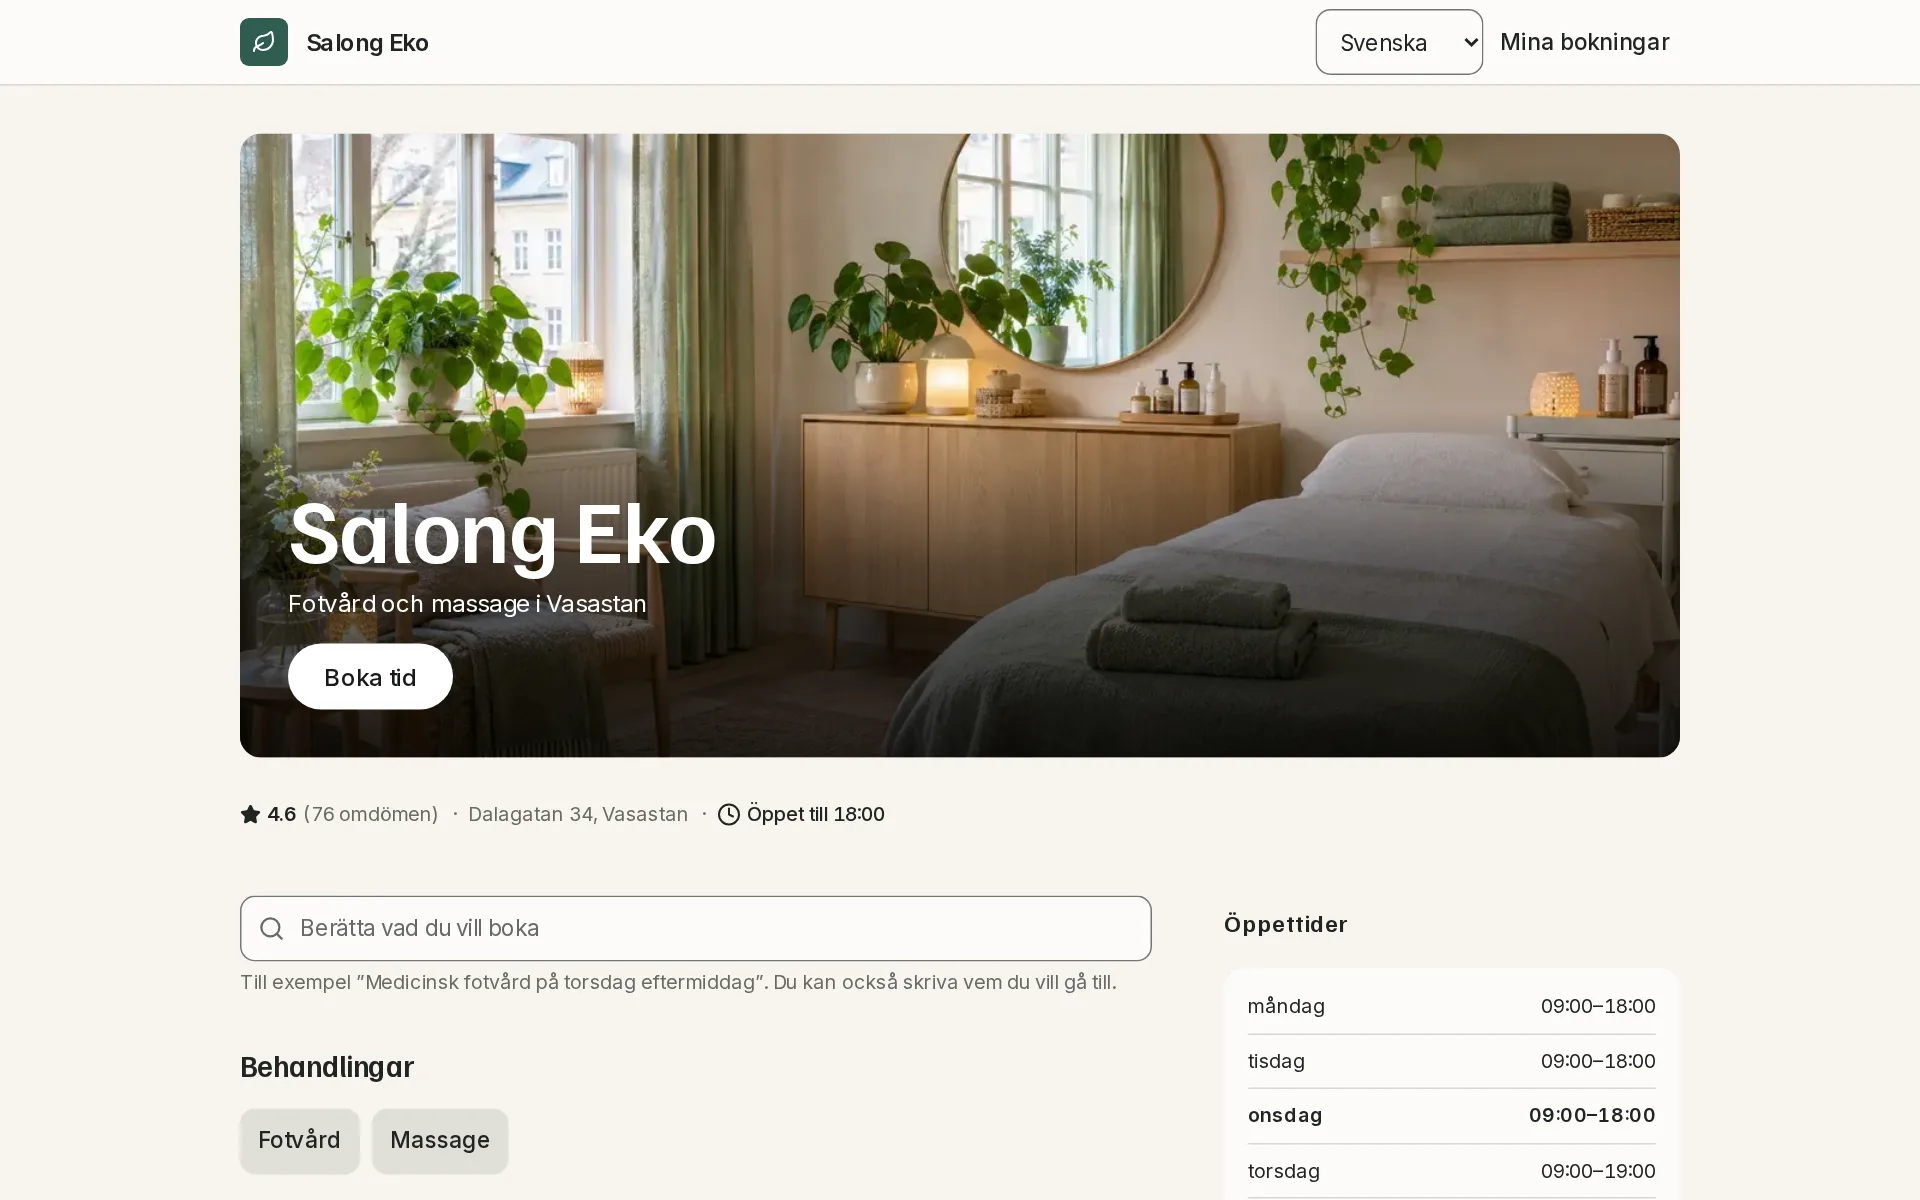 Salong Eko
Svenska
Mina bokningar
Salong Eko
Fotvård och massage i Vasastan
Boka tid
4.6 (76 omdömen) · Dalagatan 34, Vasastan · Öppet till 18:00
Berätta vad du vill boka
Till exempel ”Medicinsk fotvård på torsdag eftermiddag”. Du kan också skriva vem du vill gå till.
Behandlingar
Fotvård
Massage
Öppettider
måndag 09:00–18:00
tisdag 09:00–18:00
onsdag 09:00–18:00
torsdag 09:00–19:00